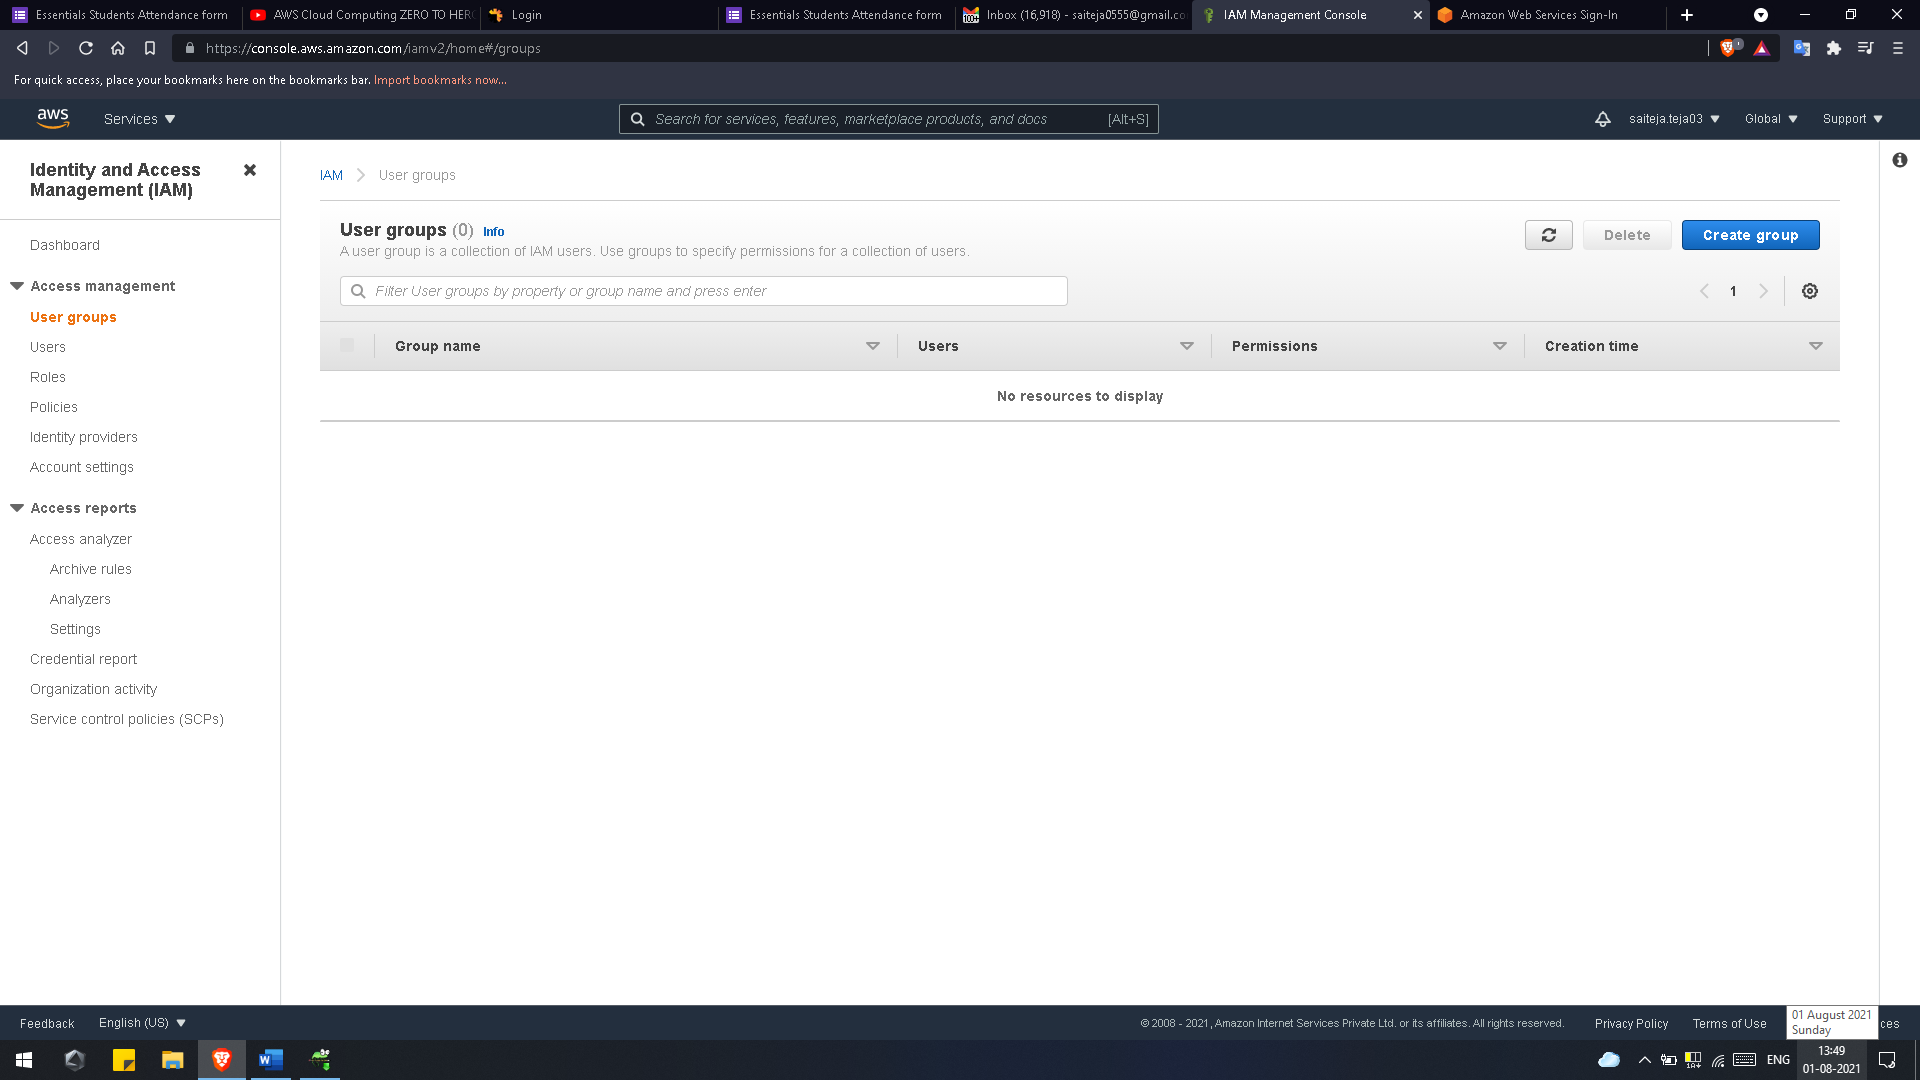 Essentials Students Attendance form
AWS Cloud Computing ZERO TO HERO
Login
Essentials Students Attendance form
Inbox (16,918) - saiteja0555@gmail.co
IAM Management Console
Amazon Web Services Sign-In
https://console.aws.amazon.com/iamv2/home#/groups
For quick access, place your bookmarks here on the bookmarks bar. Import bookmarks now...
aws
Services
Search for services, features, marketplace products, and docs
[Alt+S]
saiteja.teja03
Global
Support
Identity and Access
Management (IAM)
Dashboard
Access management
User groups
Users
Roles
Policies
Identity providers
Account settings
Access reports
Access analyzer
Archive rules
Analyzers
Settings
Credential report
Organization activity
Service control policies (SCPs)
IAM
User groups
User groups (0) Info
A user group is a collection of IAM users. Use groups to specify permissions for a collection of users.
Delete
Create group
Filter User groups by property or group name and press enter
1
Group name
Users
Permissions
Creation time
No resources to display
Feedback
English (US)
© 2008 - 2021, Amazon Internet Services Private Ltd. or its affiliates. All rights reserved.
Privacy Policy
Terms of Use
01 August 2021
Sunday
ENG
13:49
01-08-2021